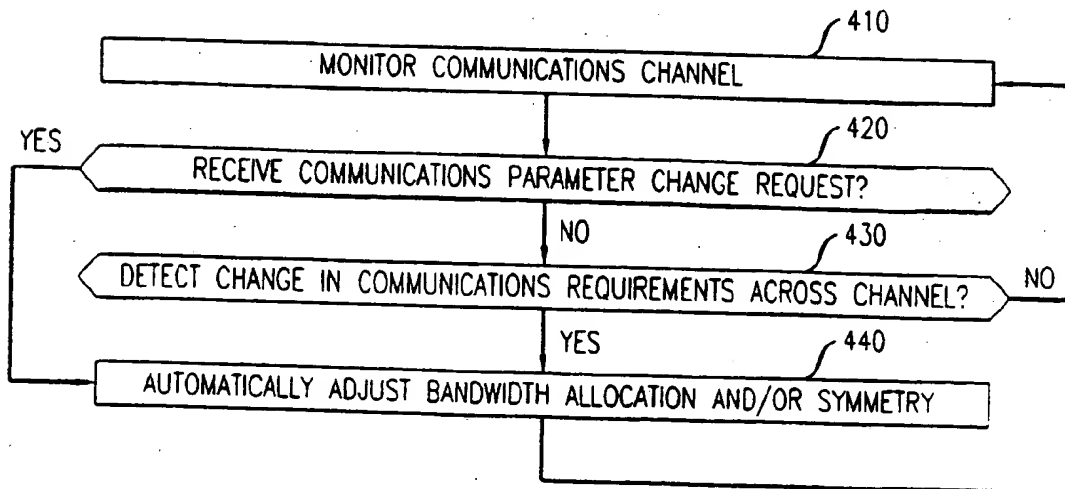 410
MONITOR COMMUNICATIONS CHANNEL
YES
420
RECEIVE COMMUNICATIONS PARAMETER CHANGE REQUEST?
NO
430
DETECT CHANGE IN COMMUNICATIONS REQUIREMENTS ACROSS CHANNEL?
NO
YES
440
AUTOMATICALLY ADJUST BANDWIDTH ALLOCATION AND/OR SYMMETRY